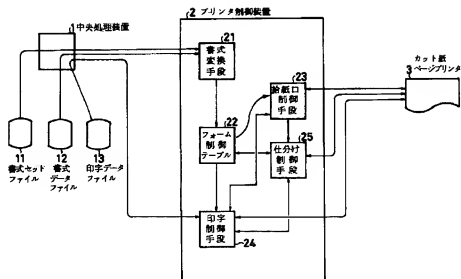 1 中央処理装置
2 プリンタ制御装置
21
書式
変換
手段
22
フォーム
制御
テーブル
23
給紙口
制御
手段
25
仕分け
制御
手段
印字
制御
手段
24
カット紙
3 ページプリンタ
11
書式セット
ファイル
12
書式
データ
ファイル
13
印字データ
ファイル